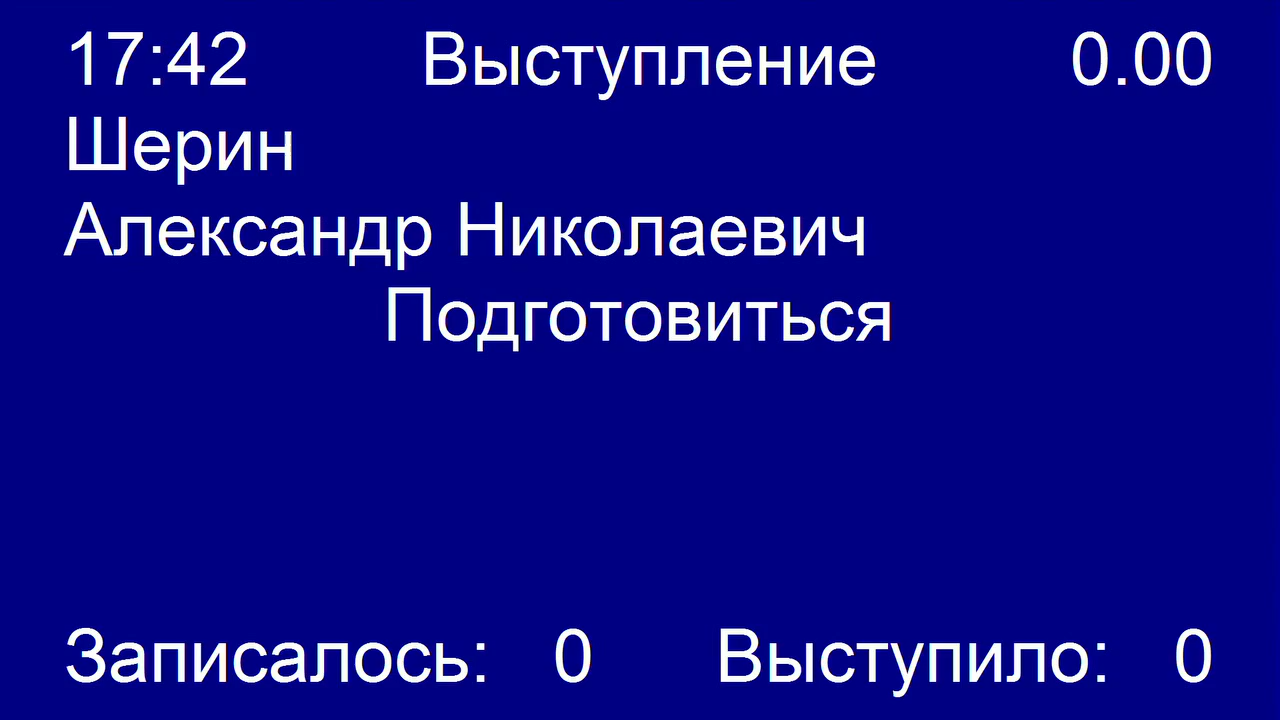 17:42 Выступление 0.00
Шерин
Александр Николаевич
Подготовиться
Записалось: 0 Выступило: 0